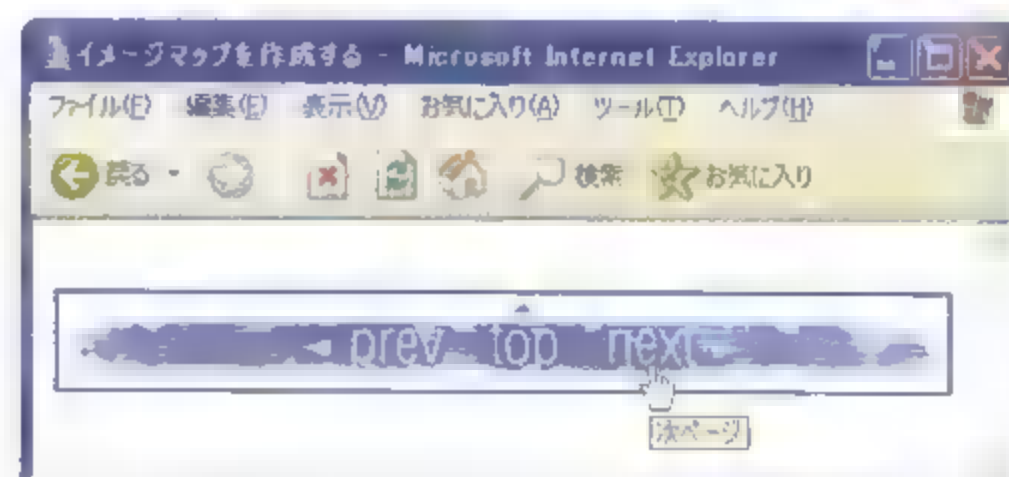 イメージマップを作成する - Microsoft Internet Explorer
ファイル(F) 編集(E) 表示(V) お気に入り(A) ツール(T) ヘルプ(H)
戻る 検索 お気に入り
prev top next
次ページ